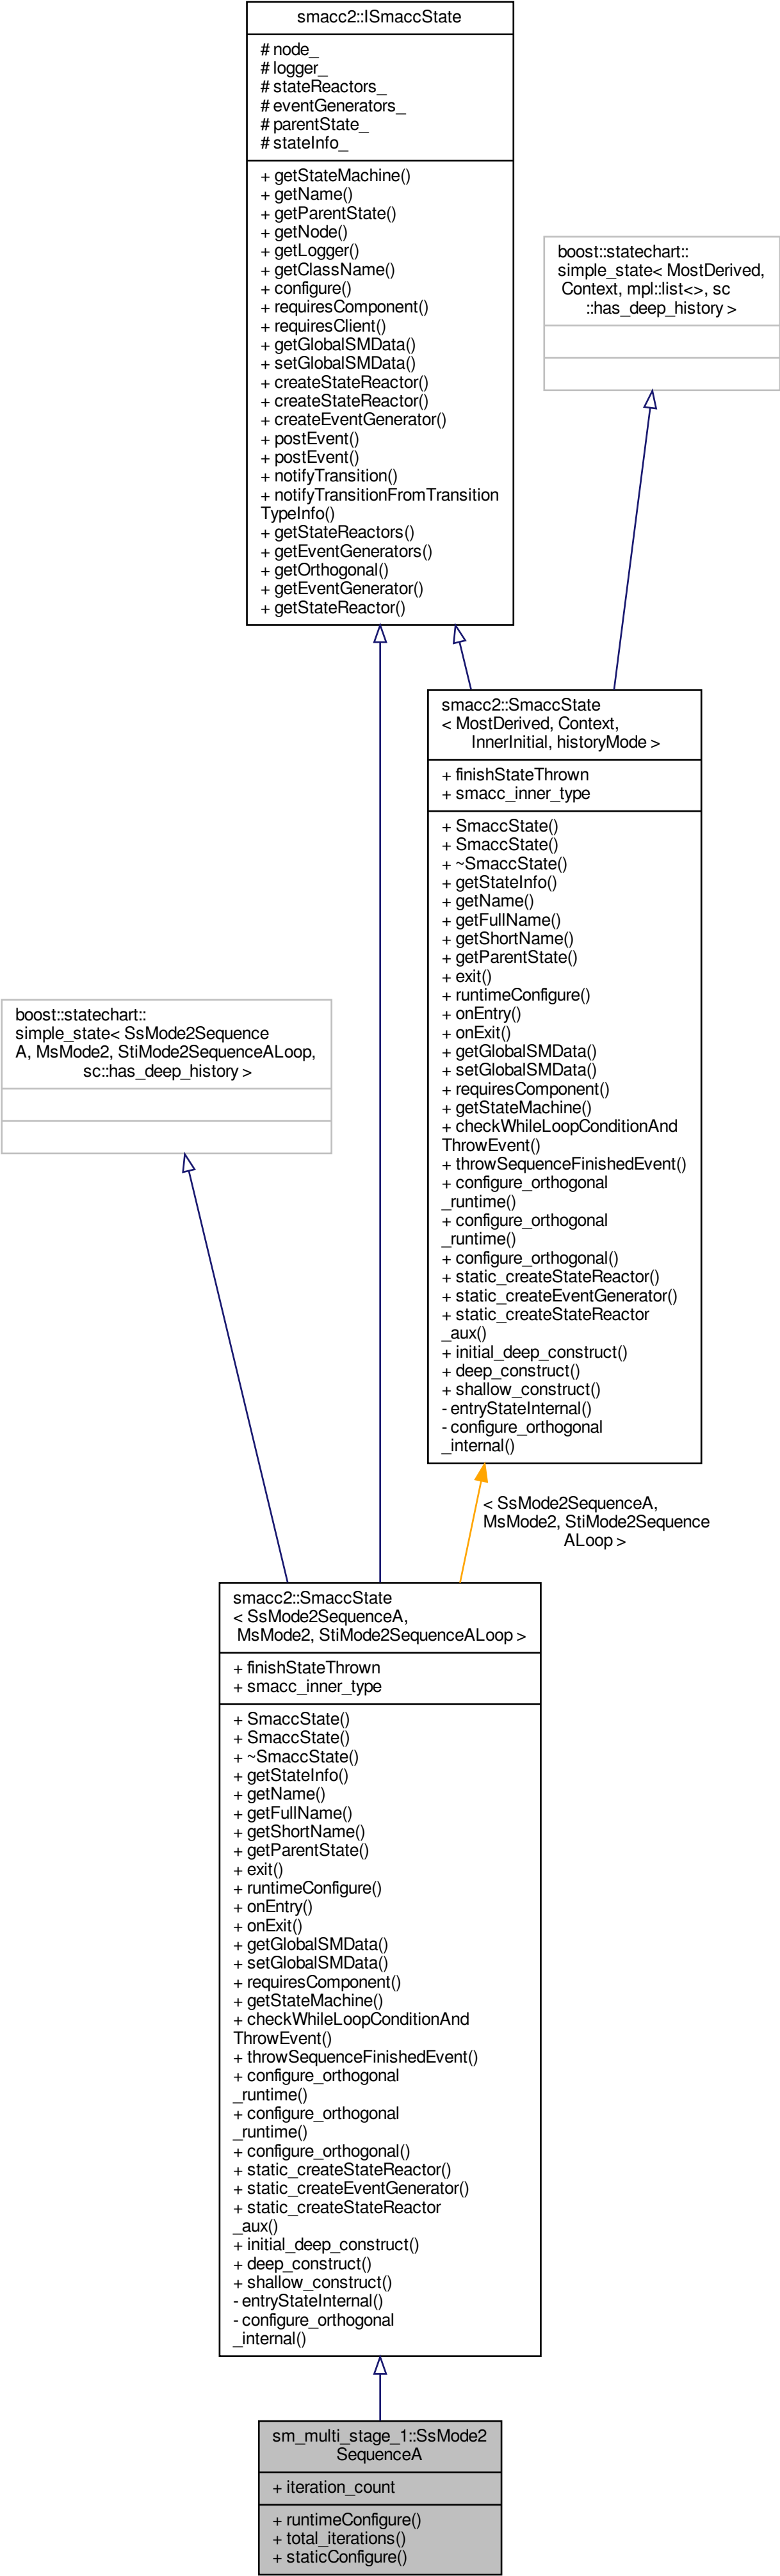 smacc2::ISmaccState
# node_
# logger_
# stateReactors_
# eventGenerators_
# parentState_
# stateInfo_
+ getStateMachine()
+ getName()
+ getParentState()
+ getNode()
+ getLogger()
+ getClassName()
+ configure()
+ requiresComponent()
+ requiresClient()
+ getGlobalSMData()
+ setGlobalSMData()
+ createStateReactor()
+ createStateReactor()
+ createEventGenerator()
+ postEvent()
+ postEvent()
+ notifyTransition()
+ notifyTransitionFromTransition
TypeInfo()
+ getStateReactors()
+ getEventGenerators()
+ getOrthogonal()
+ getEventGenerator()
+ getStateReactor()
boost::statechart::
simple_state< MostDerived,
Context, mpl::list<>, sc
::has_deep_history >
smacc2::SmaccState
< MostDerived, Context,
InnerInitial, historyMode >
+ finishStateThrown
+ smacc_inner_type
+ SmaccState()
+ SmaccState()
+ ~SmaccState()
+ getStateInfo()
+ getName()
+ getFullName()
+ getShortName()
+ getParentState()
+ exit()
+ runtimeConfigure()
+ onEntry()
+ onExit()
+ getGlobalSMData()
+ setGlobalSMData()
+ requiresComponent()
+ getStateMachine()
+ checkWhileLoopConditionAnd
ThrowEvent()
+ throwSequenceFinishedEvent()
+ configure_orthogonal
_runtime()
+ configure_orthogonal
_runtime()
+ configure_orthogonal()
+ static_createStateReactor()
+ static_createEventGenerator()
+ static_createStateReactor
_aux()
+ initial_deep_construct()
+ deep_construct()
+ shallow_construct()
- entryStateInternal()
- configure_orthogonal
_internal()
boost::statechart::
simple_state< SsMode2Sequence
A, MsMode2, StiMode2SequenceALoop,
sc::has_deep_history >
< SsMode2SequenceA,
MsMode2, StiMode2Sequence
ALoop >
smacc2::SmaccState
< SsMode2SequenceA,
MsMode2, StiMode2SequenceALoop >
+ finishStateThrown
+ smacc_inner_type
+ SmaccState()
+ SmaccState()
+ ~SmaccState()
+ getStateInfo()
+ getName()
+ getFullName()
+ getShortName()
+ getParentState()
+ exit()
+ runtimeConfigure()
+ onEntry()
+ onExit()
+ getGlobalSMData()
+ setGlobalSMData()
+ requiresComponent()
+ getStateMachine()
+ checkWhileLoopConditionAnd
ThrowEvent()
+ throwSequenceFinishedEvent()
+ configure_orthogonal
_runtime()
+ configure_orthogonal
_runtime()
+ configure_orthogonal()
+ static_createStateReactor()
+ static_createEventGenerator()
+ static_createStateReactor
_aux()
+ initial_deep_construct()
+ deep_construct()
+ shallow_construct()
- entryStateInternal()
- configure_orthogonal
_internal()
sm_multi_stage_1::SsMode2
SequenceA
+ iteration_count
+ runtimeConfigure()
+ total_iterations()
+ staticConfigure()